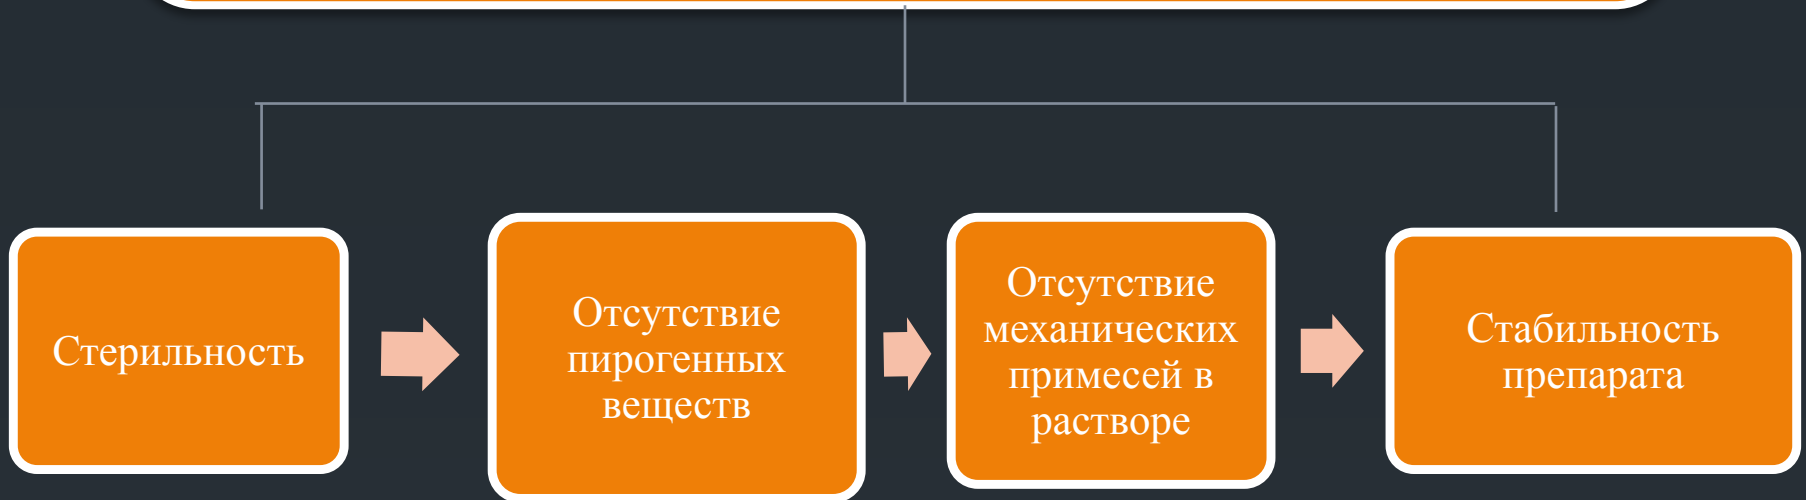 Стерильность
Отсутствие
пирогенных
веществ
Отсутствие
механических
примесей в
растворе
Стабильность
препарата